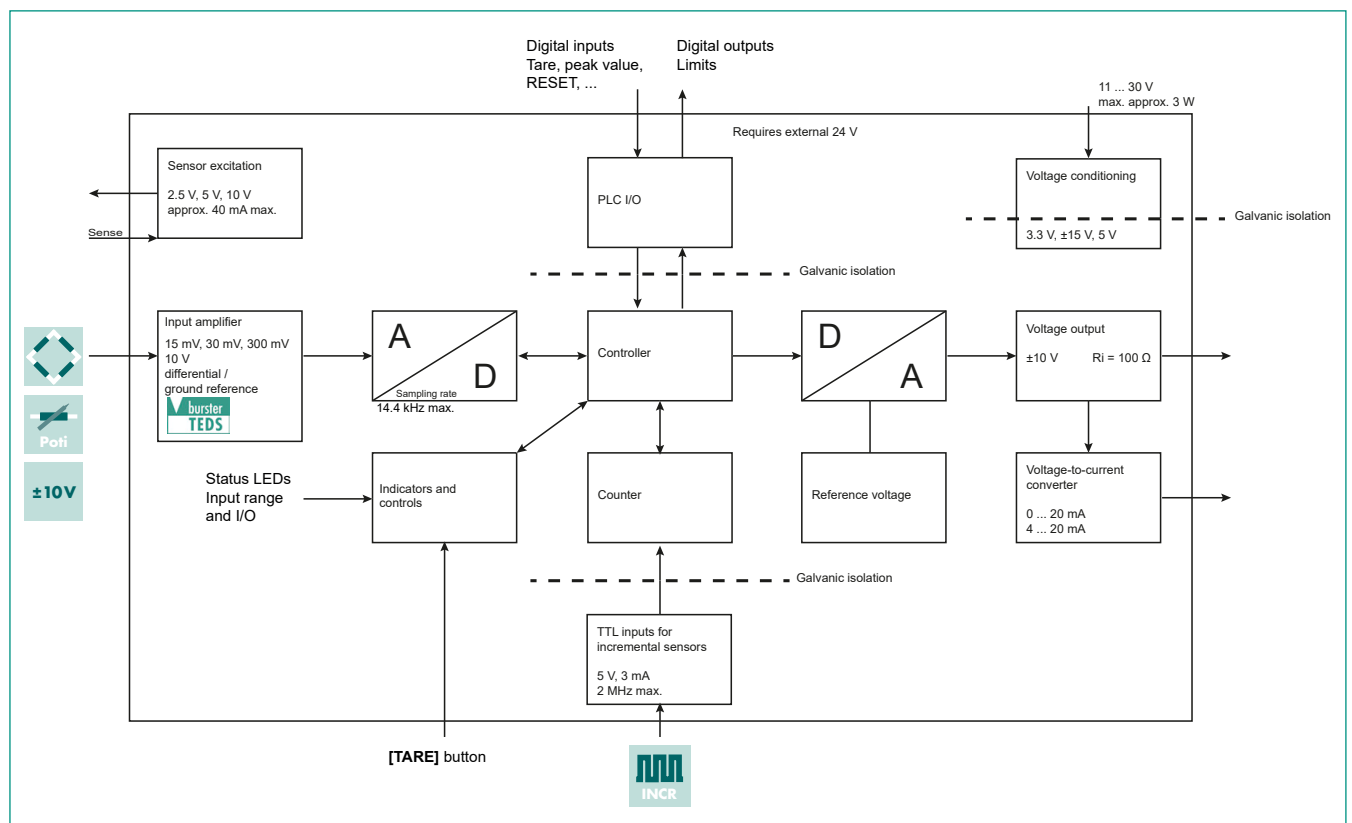 Digital inputs
Tare, peak value,
RESET, ...
Digital outputs
Limits
11 ... 30 V
max. approx. 3 W
Requires external 24 V
Sensor excitation
2.5 V, 5 V, 10 V
approx. 40 mA max.
Sense
PLC I/O
Voltage conditioning
Galvanic isolation
3.3 V, ±15 V, 5 V
Galvanic isolation
Input amplifier
15 mV, 30 mV, 300 mV
10 V
differential /
ground reference
burster
TEDS
A
D
Sampling rate
14.4 kHz max.
Controller
D
A
Voltage output
±10 V Ri = 100 Ω
Poti
±10V
Status LEDs
Input range
and I/O
Indicators and
controls
Counter
Reference voltage
Voltage-to-current
converter
0 ... 20 mA
4 ... 20 mA
Galvanic isolation
TTL inputs for
incremental sensors
5 V, 3 mA
2 MHz max.
[TARE] button
INCR